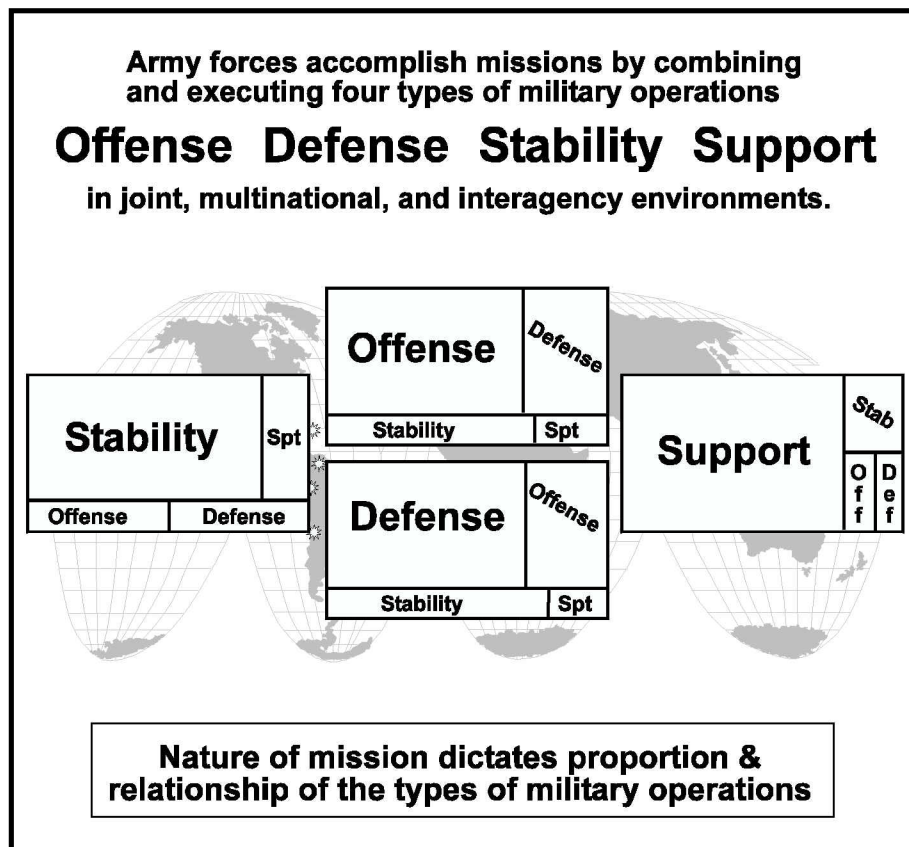 Army forces accomplish missions by combining
and executing four types of military operations
Offense Defense Stability Support
in joint, multinational, and interagency environments.
Stability
Spt
Offense
Defense
Offense
Defense
Stability
Spt
Defense
Offense
Stability
Spt
Support
Stab
Off
Def
Nature of mission dictates proportion &
relationship of the types of military operations